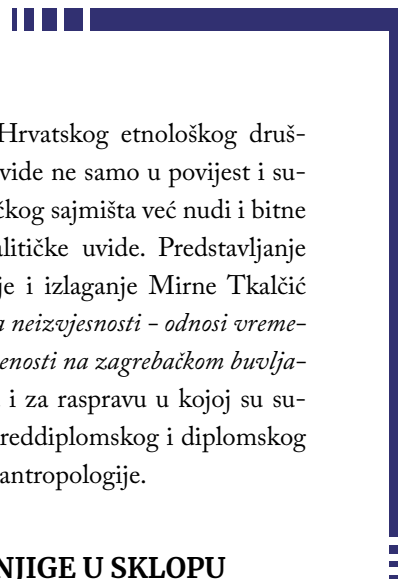 Hrvatskog etnološkog druš-
vide ne samo u povijest i su-
čkog sajmišta već nudi i bitne
litičke uvide. Predstavljanje
je i izlaganje Mirne Tkalčić
a neizvjesnosti - odnosi vreme-
enosti na zagrebačkom buvlja-
i za raspravu u kojoj su su-
reddiplomskog i diplomskog
antropologije.
NJIGE U SKLOPU